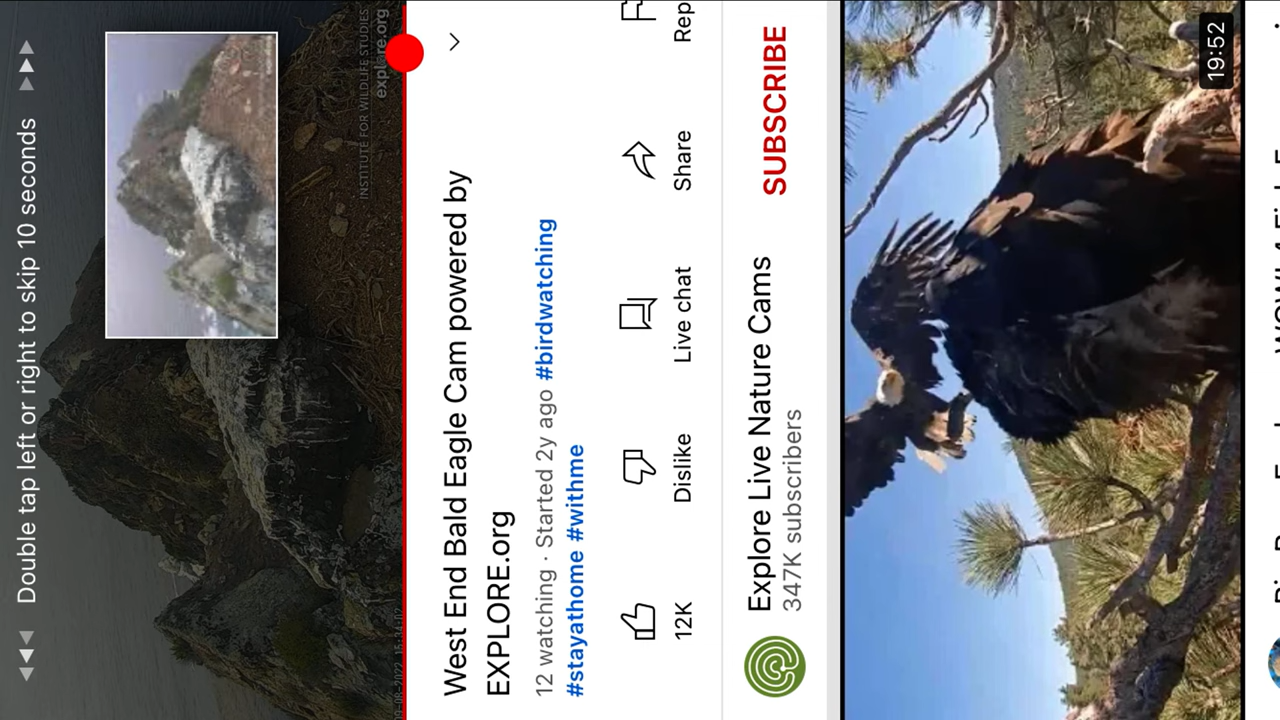 Double tap left or right to skip 10 seconds
INSTITUTE FOR WILDLIFE STUDIES
explore.org
West End Bald Eagle Cam powered by
EXPLORE.org
12 watching · Started 2y ago #birdwatching
#stayathome #withme
12K
Dislike
Live chat
Share
Explore Live Nature Cams
347K subscribers
SUBSCRIBE
19:52